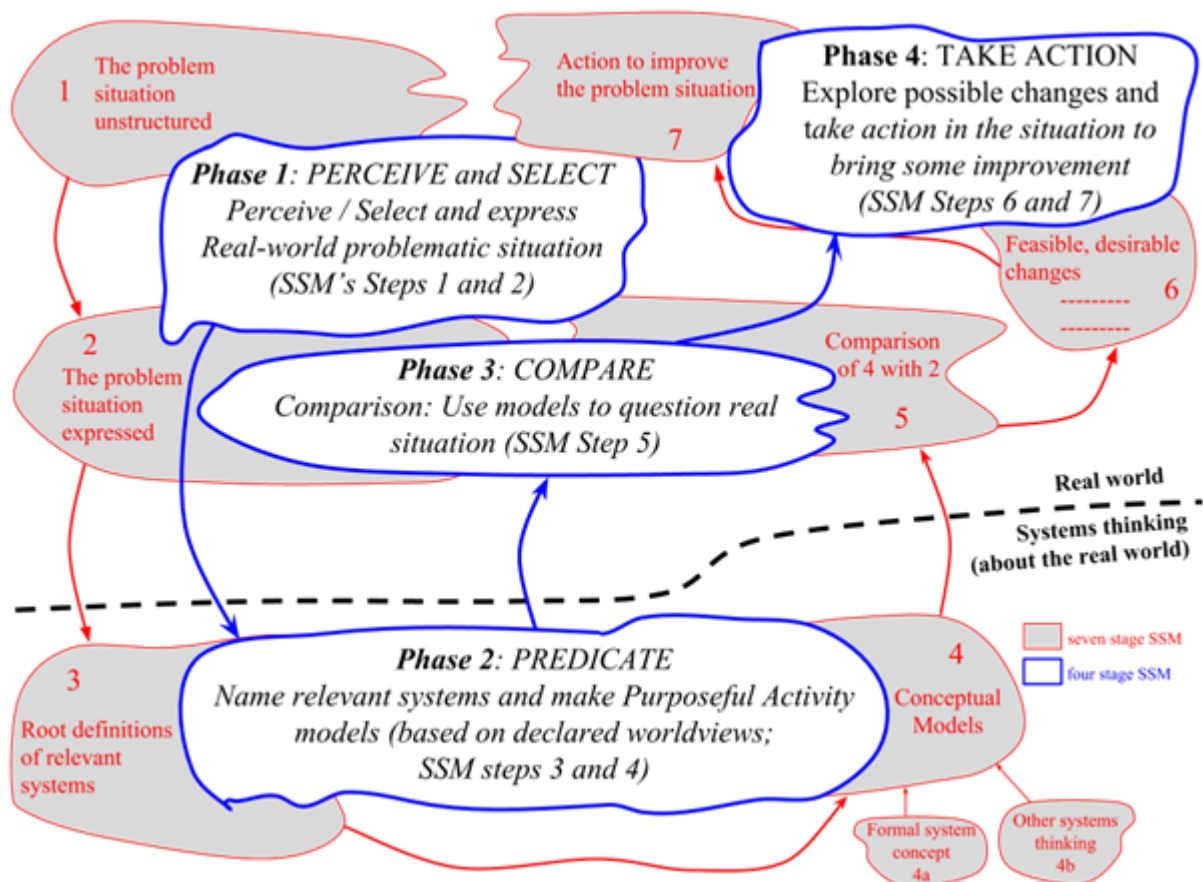 1
The problem
situation
unstructured
Action to improve
the problem situation
7
Phase 4: TAKE ACTION
Explore possible changes and
take action in the situation to
bring some improvement
(SSM Steps 6 and 7)
Phase 1: PERCEIVE and SELECT
Perceive / Select and express
Real-world problematic situation
(SSM's Steps 1 and 2)
Feasible, desirable
changes
6
---------
---------
2
The problem
situation
expressed
Phase 3: COMPARE
Comparison: Use models to question real
situation (SSM Step 5)
Comparison
of 4 with 2
5
Real world
Systems thinking
(about the real world)
3
Root definitions
of relevant
systems
Phase 2: PREDICATE
Name relevant systems and make Purposeful Activity
models (based on declared worldviews;
SSM steps 3 and 4)
4
Conceptual
Models
seven stage SSM
four stage SSM
Formal system
concept
4a
Other systems
thinking
4b